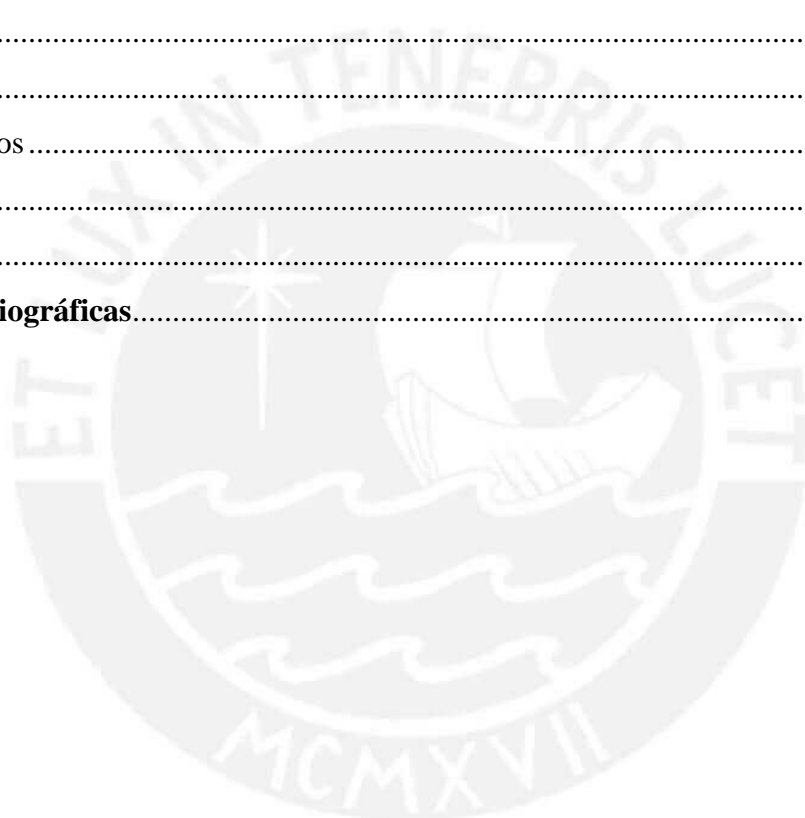 ................................................................................................
................................................................................................
os ................................................................................................
................................................................................................
................................................................................................
iográficas................................................................................................
ET LUX IN TENEBRIS LUCET
MCMXVII